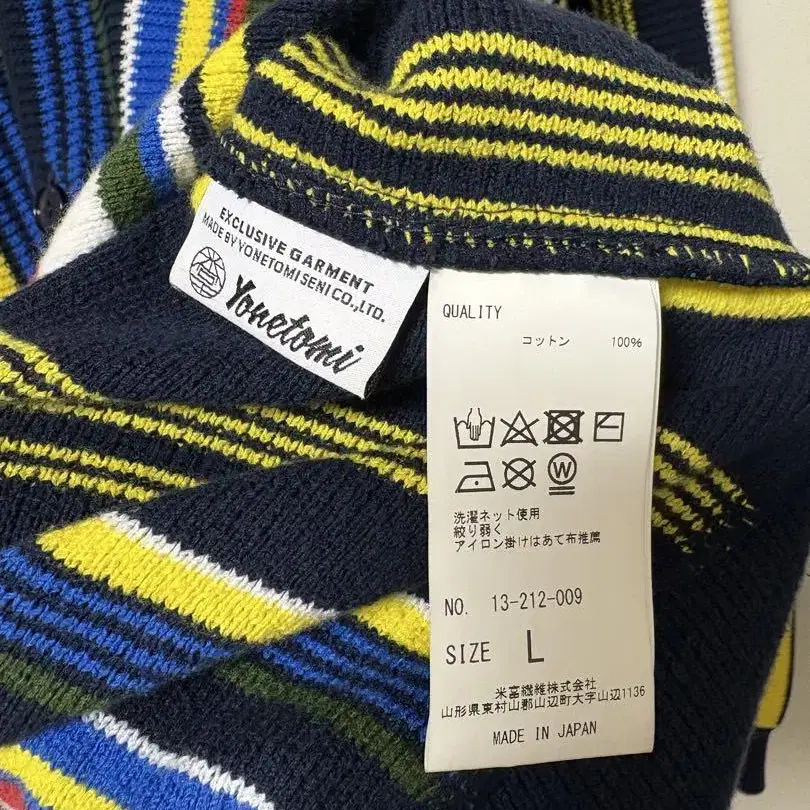 EXCLUSIVE GARMENT
MADE BY YONETOMISENI CO.,LTD.
Yonetomi
QUALITY
コットン 100%
W
洗濯ネット使用
絞り弱く
アイロン掛けはあて布推薦
NO. 13-212-009
SIZE L
米富繊維株式会社
山形県東村山郡山辺町大字山辺1136
MADE IN JAPAN